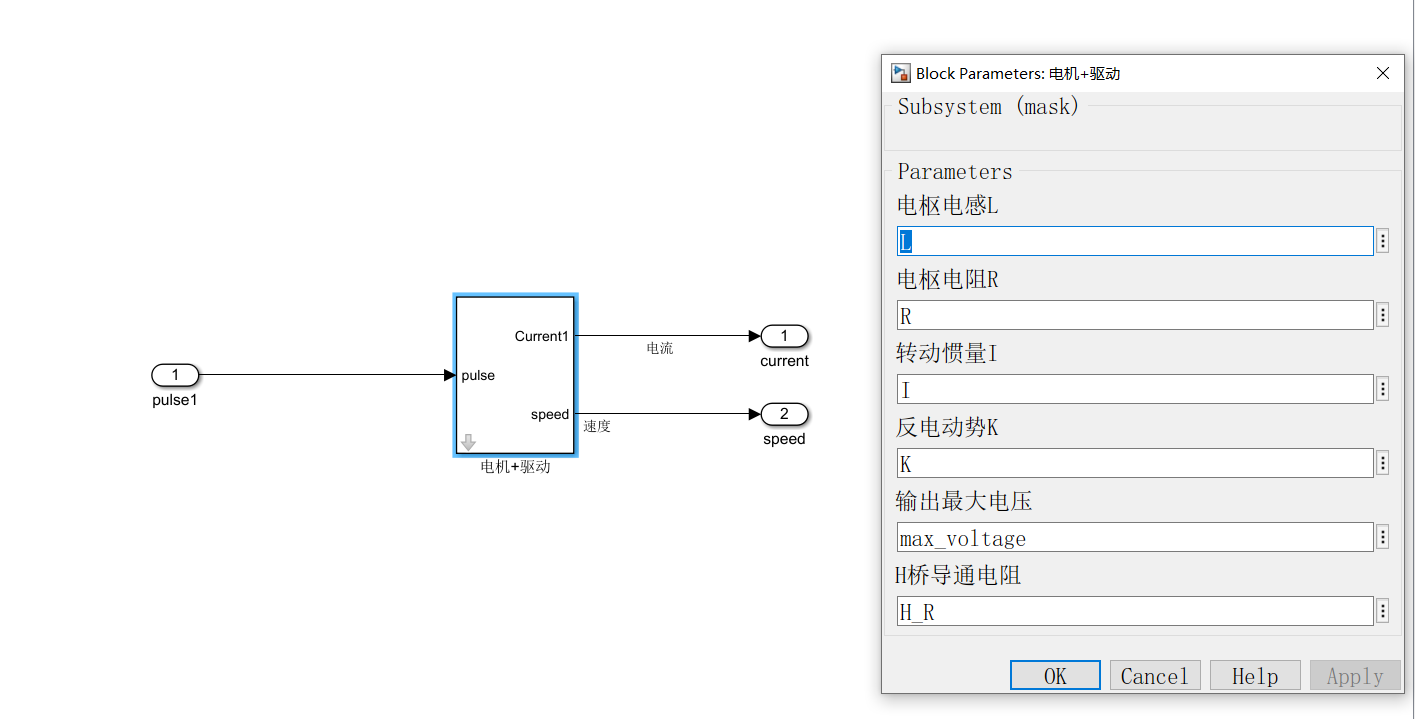 1
pulse1
Current1
pulse
speed
电机+驱动
电流
速度
1
current
2
speed
Block Parameters: 电机+驱动
Subsystem (mask)
Parameters
电枢电感L
L
电枢电阻R
R
转动惯量I
I
反电动势K
K
输出最大电压
max_voltage
H桥导通电阻
H_R
OK Cancel Help Apply